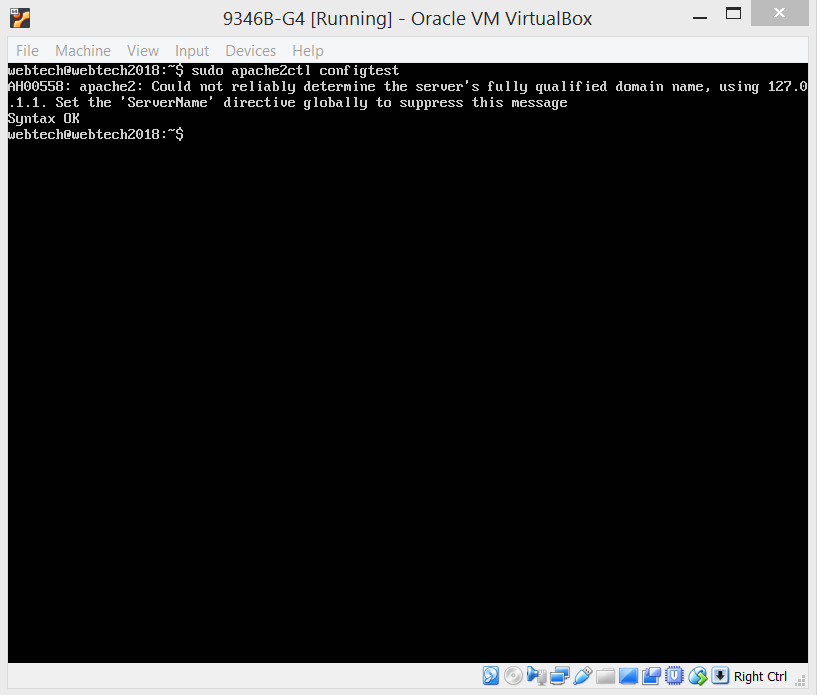 9346B-G4 [Running] - Oracle VM VirtualBox
File Machine View Input Devices Help
webtech@webtech2018:~$ sudo apache2ctl configtest
AH00558: apache2: Could not reliably determine the server's fully qualified domain name, using 127.0
.1.1. Set the 'ServerName' directive globally to suppress this message
Syntax OK
webtech@webtech2018:~$
Right Ctrl